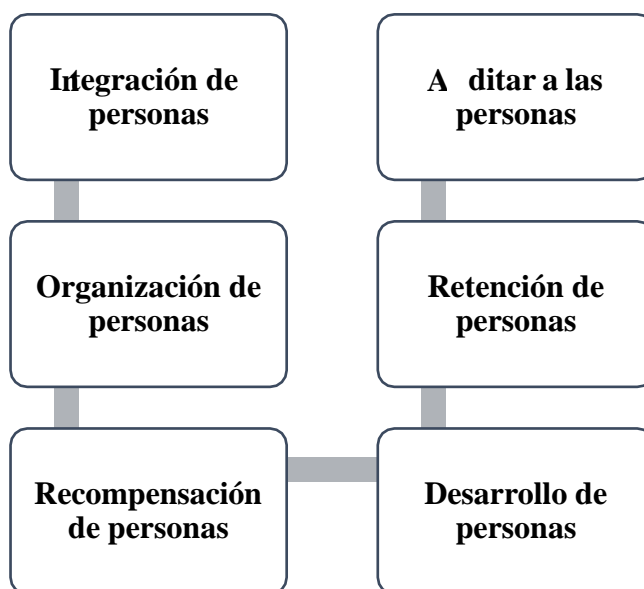 Integración de
personas
Organización de
personas
Recompensación
de personas
Desarrollo de
personas
Retención de
personas
A ditar a las
personas